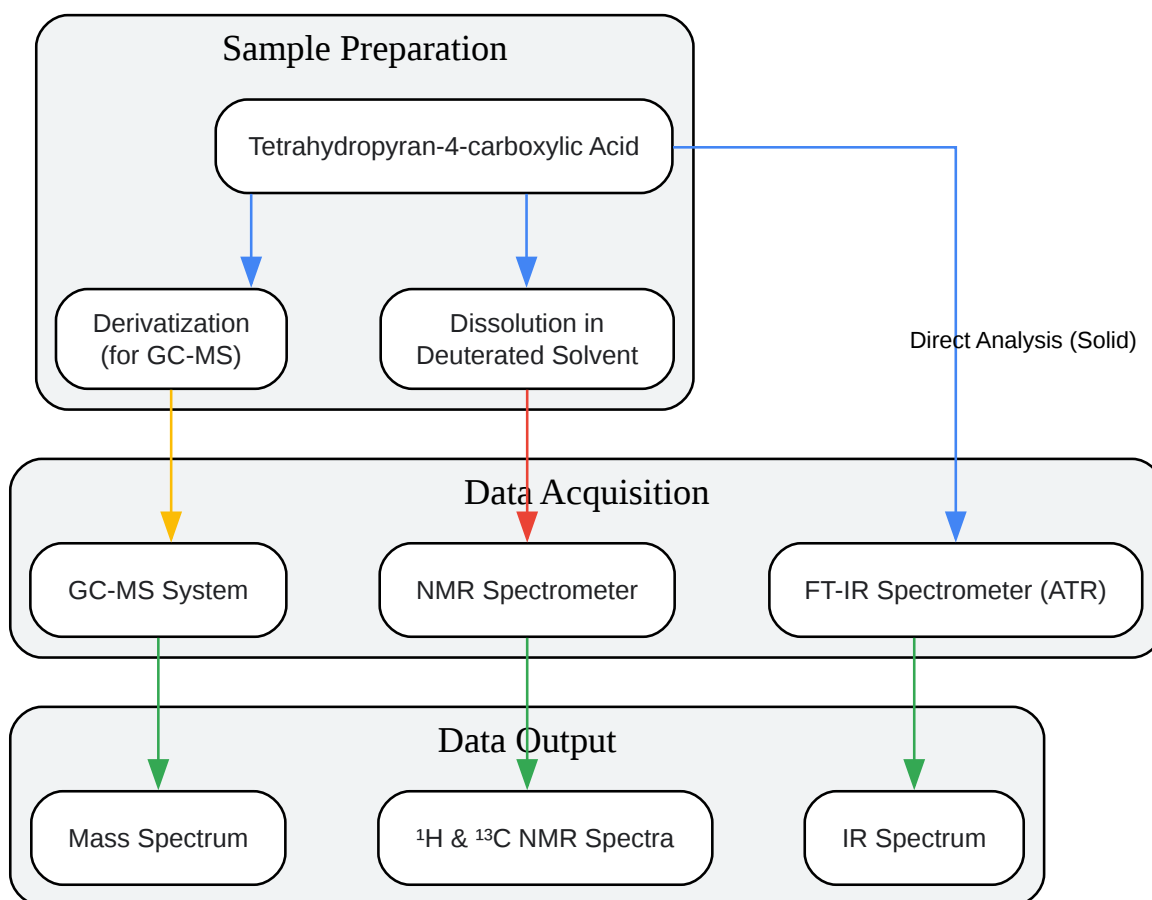 Sample Preparation
Tetrahydropyran-4-carboxylic Acid
Derivatization
(for GC-MS)
Dissolution in
Deuterated Solvent
Direct Analysis (Solid)
Data Acquisition
GC-MS System
NMR Spectrometer
FT-IR Spectrometer (ATR)
Data Output
Mass Spectrum
¹H & ¹³C NMR Spectra
IR Spectrum